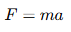 F = ma